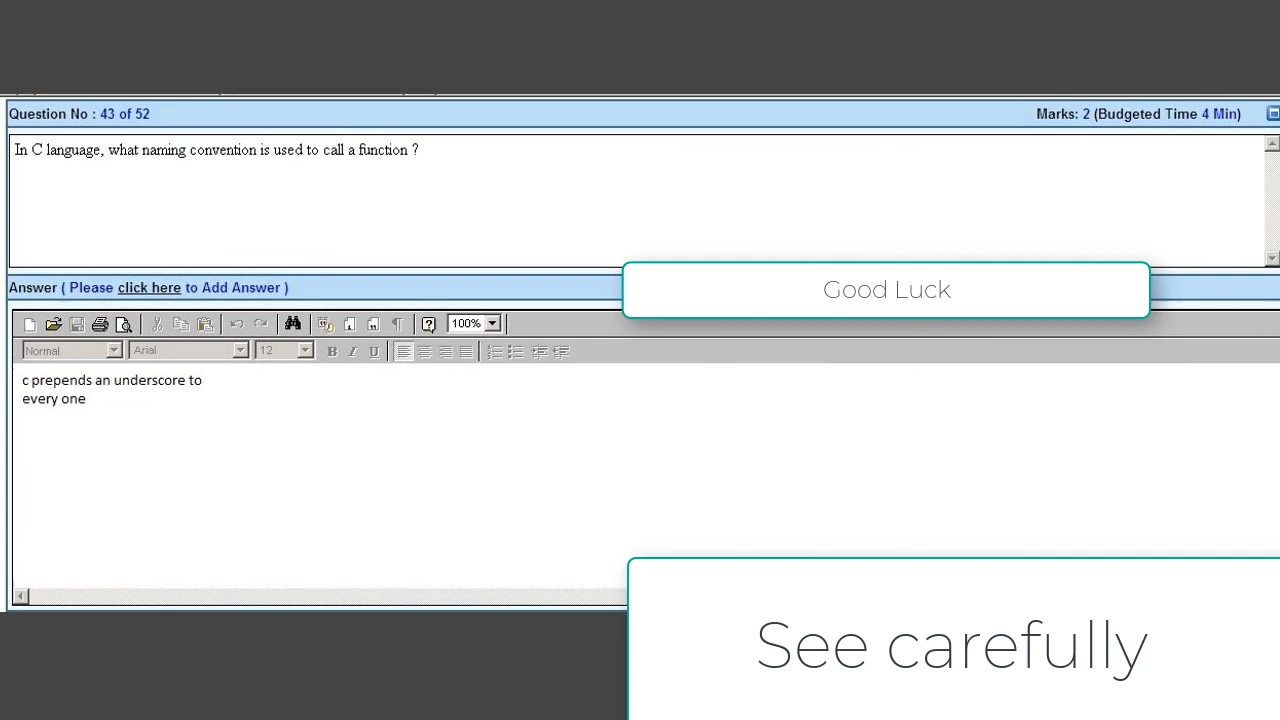 Question No : 43 of 52
Marks: 2 (Budgeted Time 4 Min)
In C language, what naming convention is used to call a function ?
Good Luck
Answer ( Please click here to Add Answer )
100%
Normal
Arial
12
B I U
c prepends an underscore to
every one
See carefully